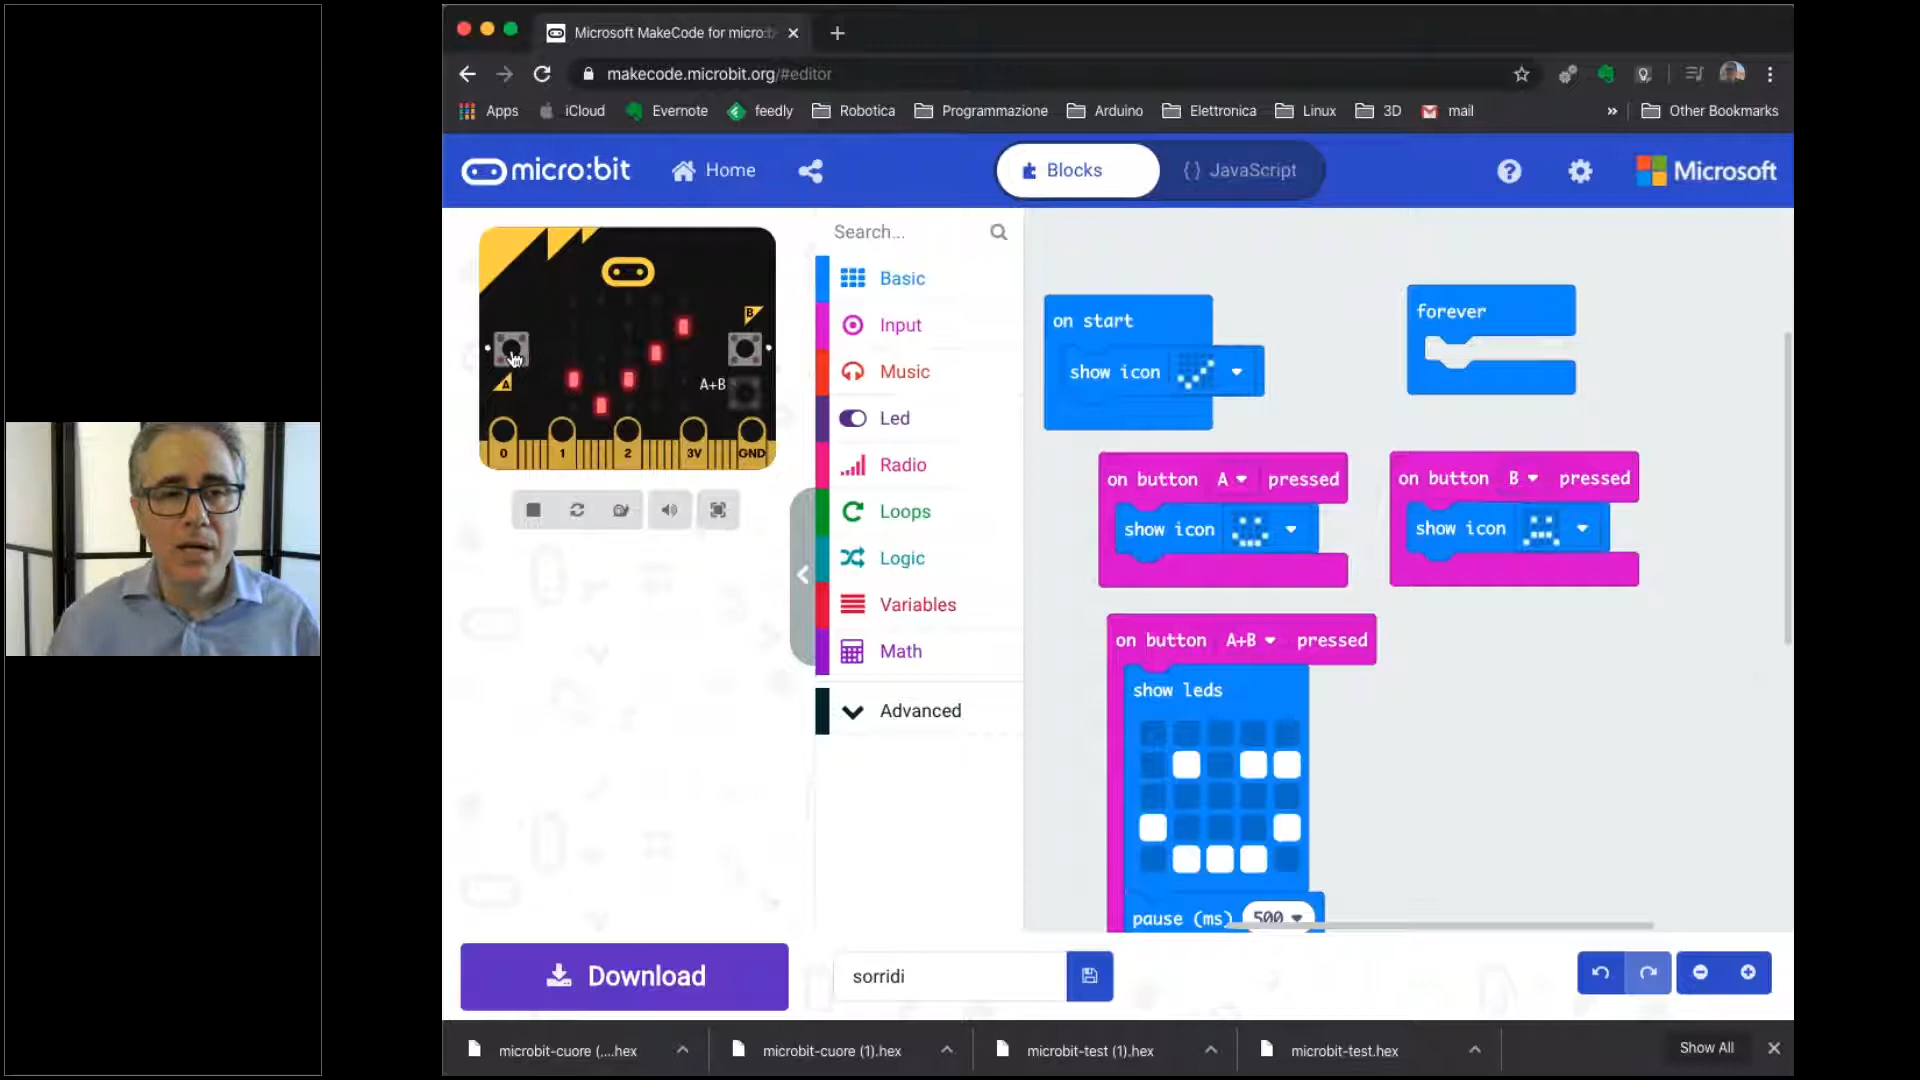 Microsoft MakeCode for micro:b
makecode.microbit.org/#editor
Apps
iCloud
Evernote
feedly
Robotica
Programmazione
Arduino
Elettronica
Linux
3D
mail
»
Other Bookmarks
micro:bit
Home
Blocks
{} JavaScript
Microsoft
Search...
Basic
Input
Music
Led
Radio
Loops
Logic
Variables
Math
Advanced
B
A
A+B
0 1 2 3V GND
on start
show icon
forever
on button A pressed
show icon
on button B pressed
show icon
on button A+B pressed
show leds
pause (ms) 500
Download
sorridi
microbit-cuore (....hex
microbit-cuore (1).hex
microbit-test (1).hex
microbit-test.hex
Show All